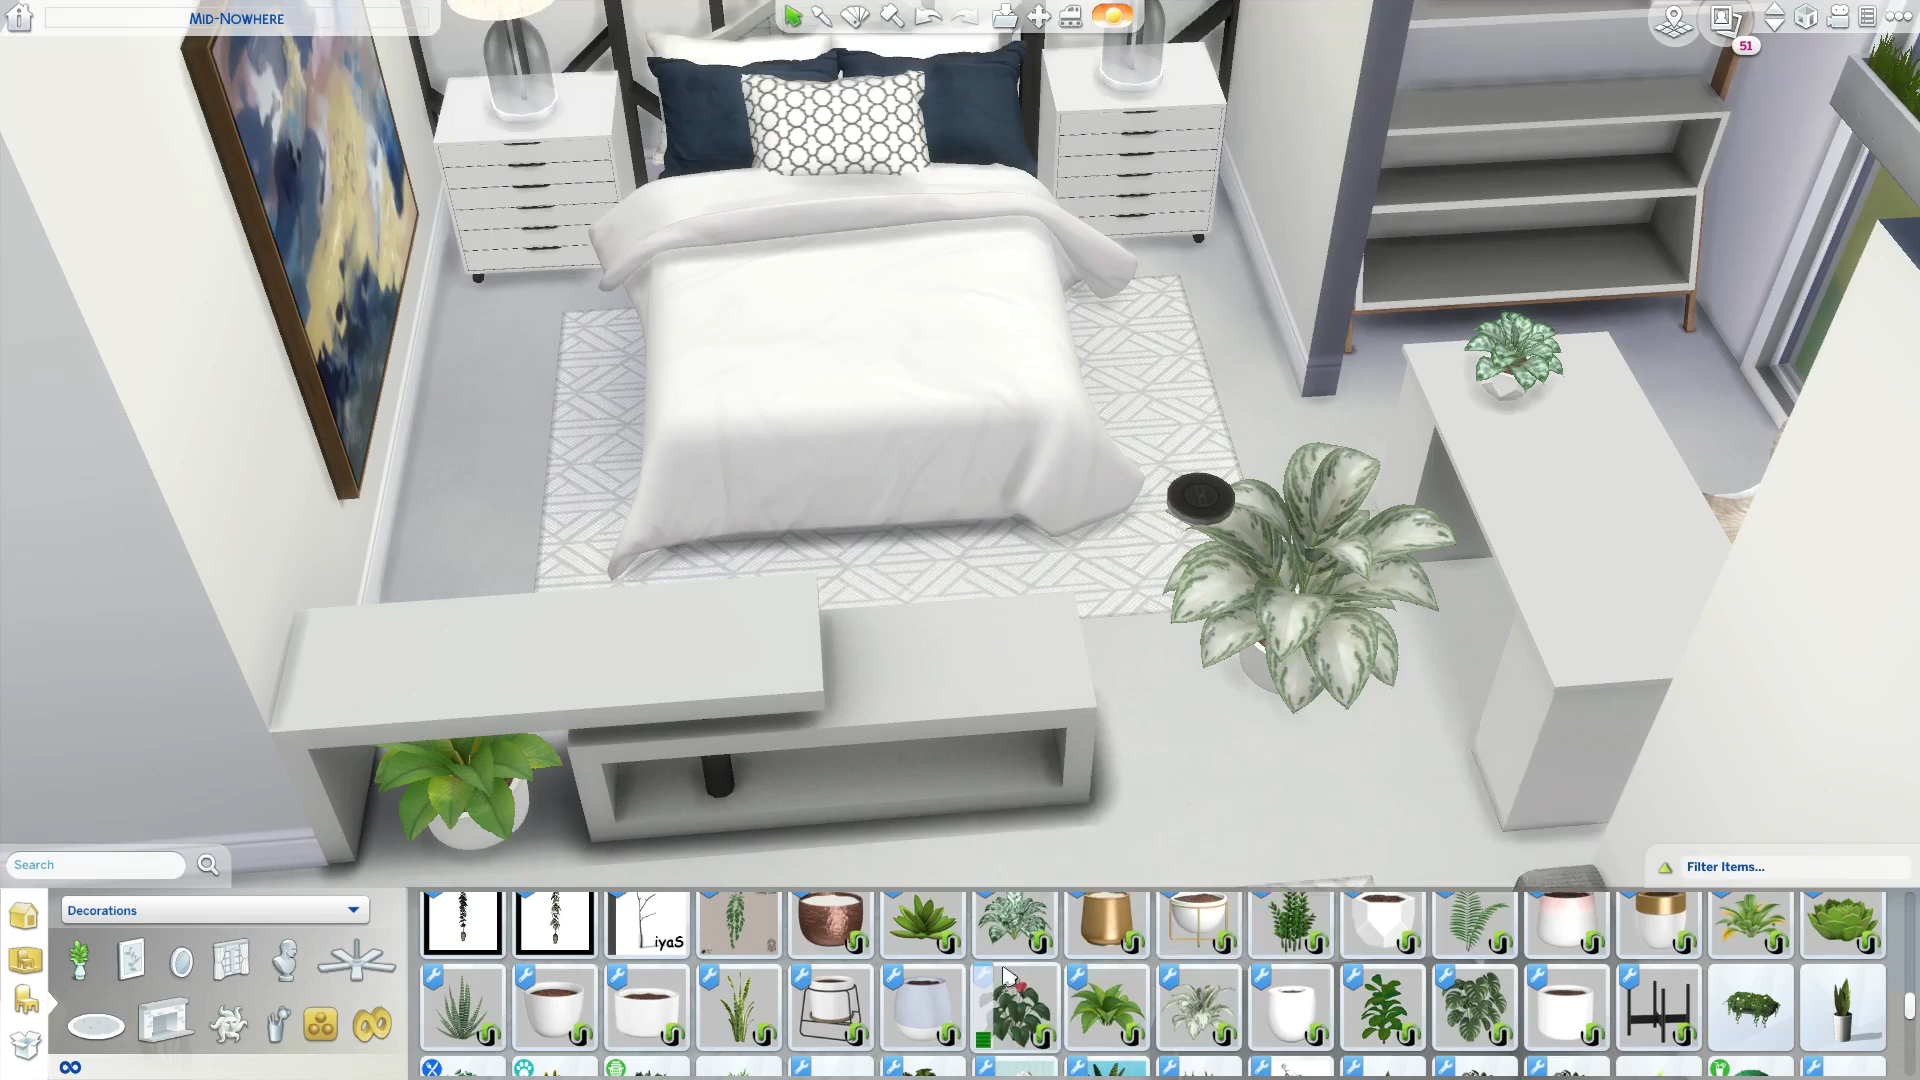 Mid-Nowhere
51
Search
Filter Items...
Decorations
iyaS